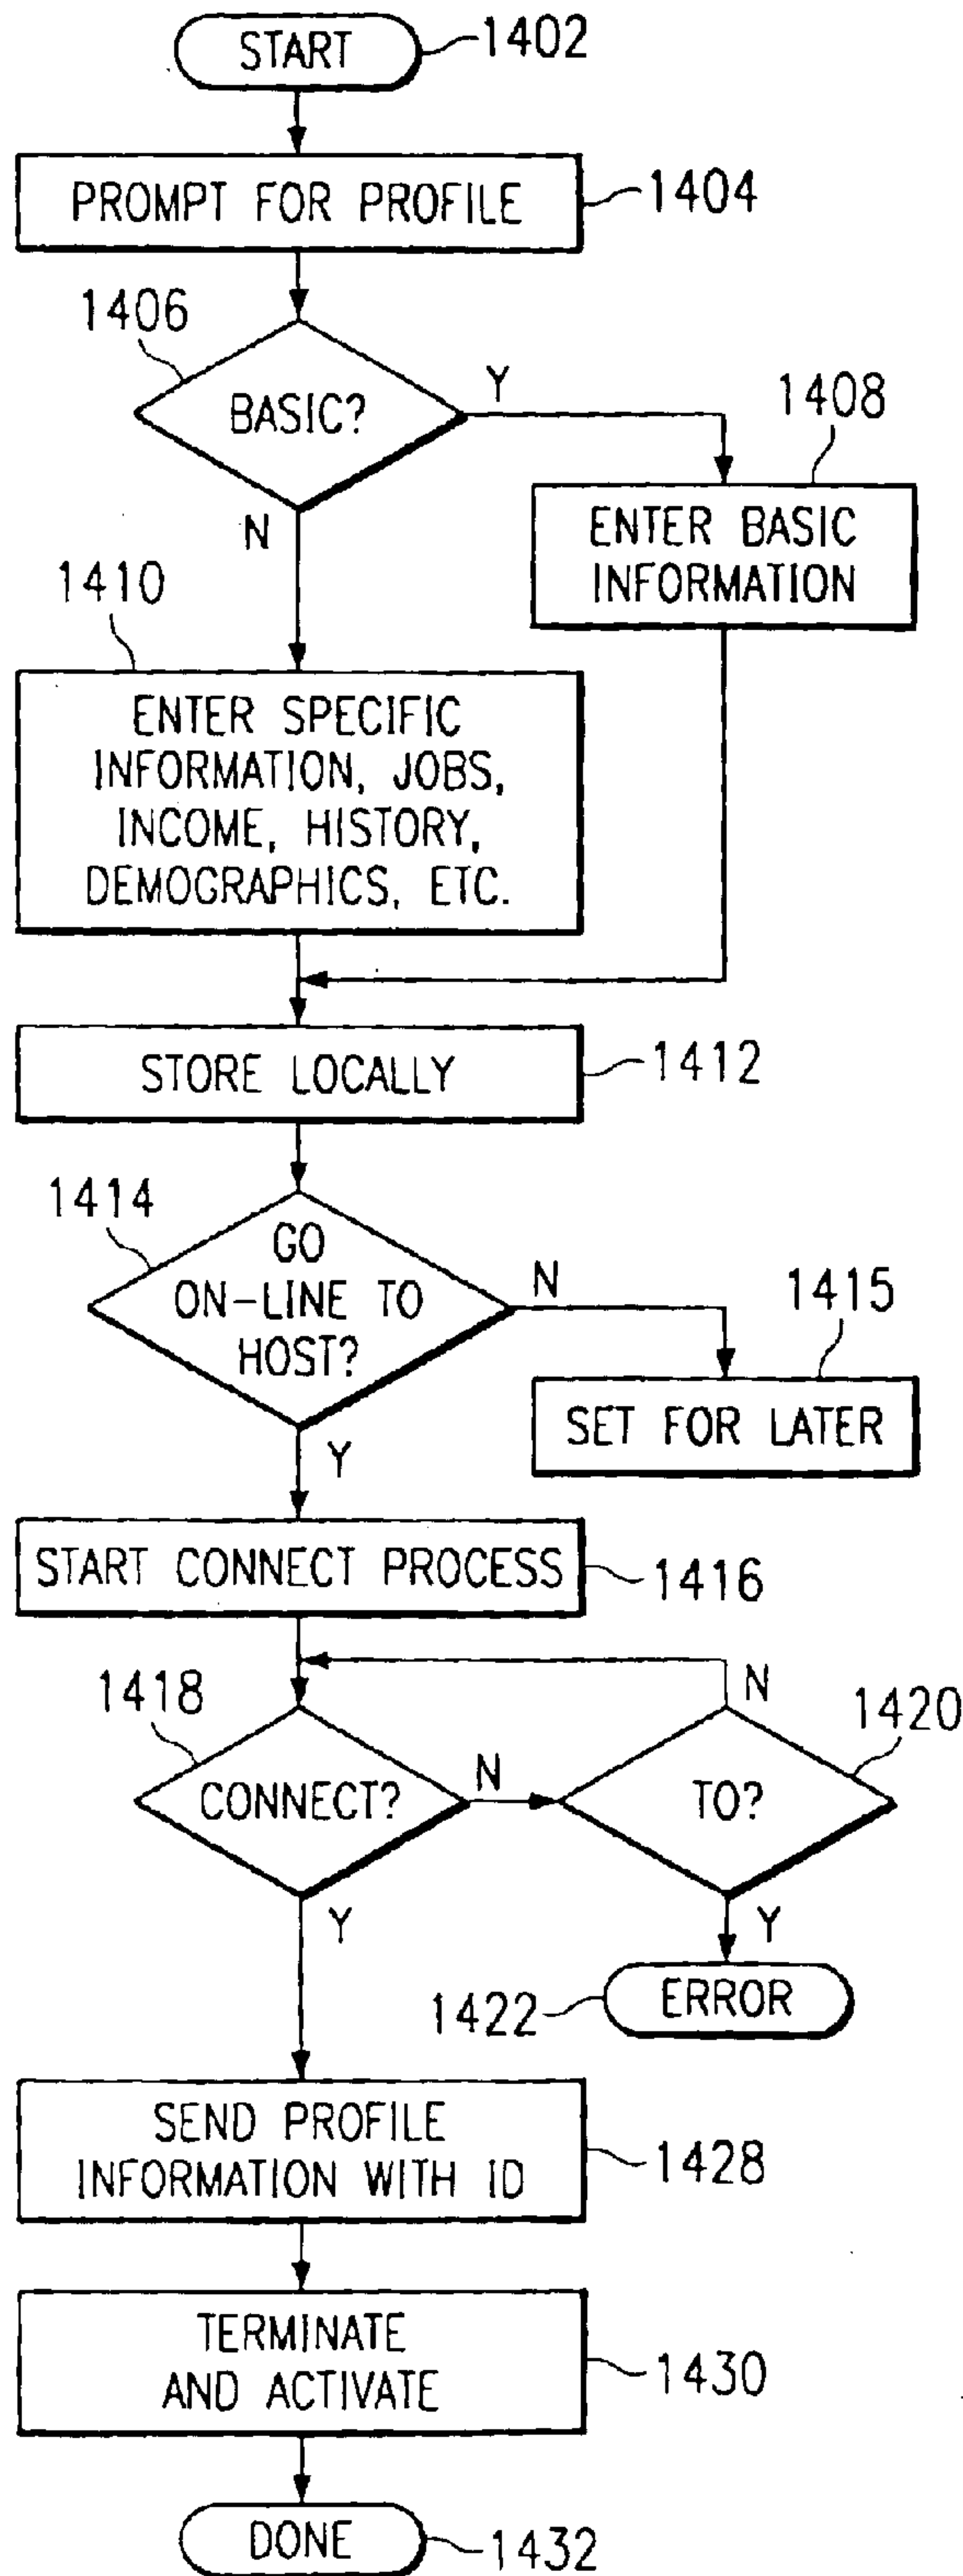 START
1402
PROMPT FOR PROFILE
1404
1406
BASIC?
Y
N
1408
ENTER BASIC
INFORMATION
1410
ENTER SPECIFIC
INFORMATION, JOBS,
INCOME, HISTORY,
DEMOGRAPHICS, ETC.
STORE LOCALLY
1412
1414
GO
ON-LINE TO
HOST?
N
Y
1415
SET FOR LATER
START CONNECT PROCESS
1416
1418
CONNECT?
N
Y
N
1420
TO?
Y
1422
ERROR
SEND PROFILE
INFORMATION WITH ID
1428
TERMINATE
AND ACTIVATE
1430
DONE
1432